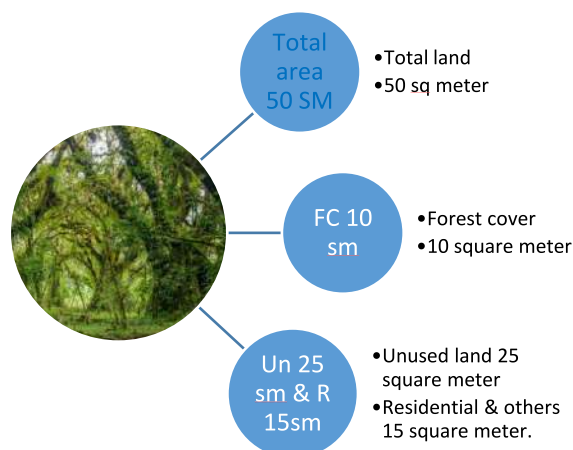 Total
area
50 SM
•Total land
•50 sq meter
FC 10
sm
•Forest cover
•10 square meter
Un 25
sm & R
15sm
•Unused land 25
square meter
•Residential & others
15 square meter.